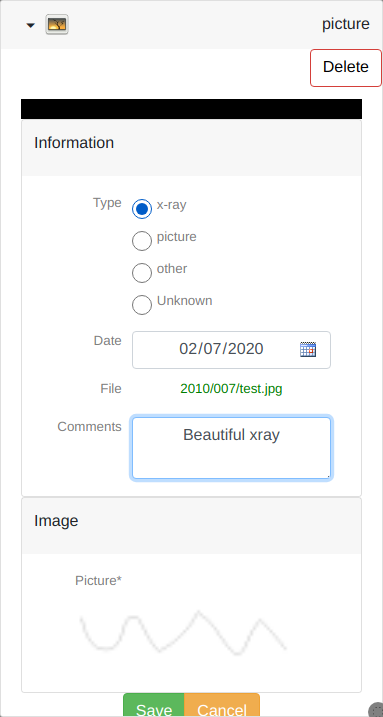 picture
Delete
Information
Type
x-ray
picture
other
Unknown
Date
02/07/2020
File
2010/007/test.jpg
Comments
Beautiful xray
Image
Picture*
Save
Cancel